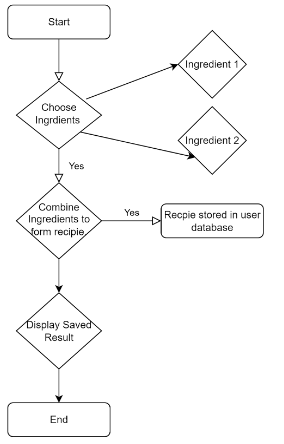 Start
Ingredient 1
Choose
Ingrdients
Ingredient 2
Yes
Combine
Ingredients to
form recipie
Yes
Recpie stored in user
database
Display Saved
Result
End